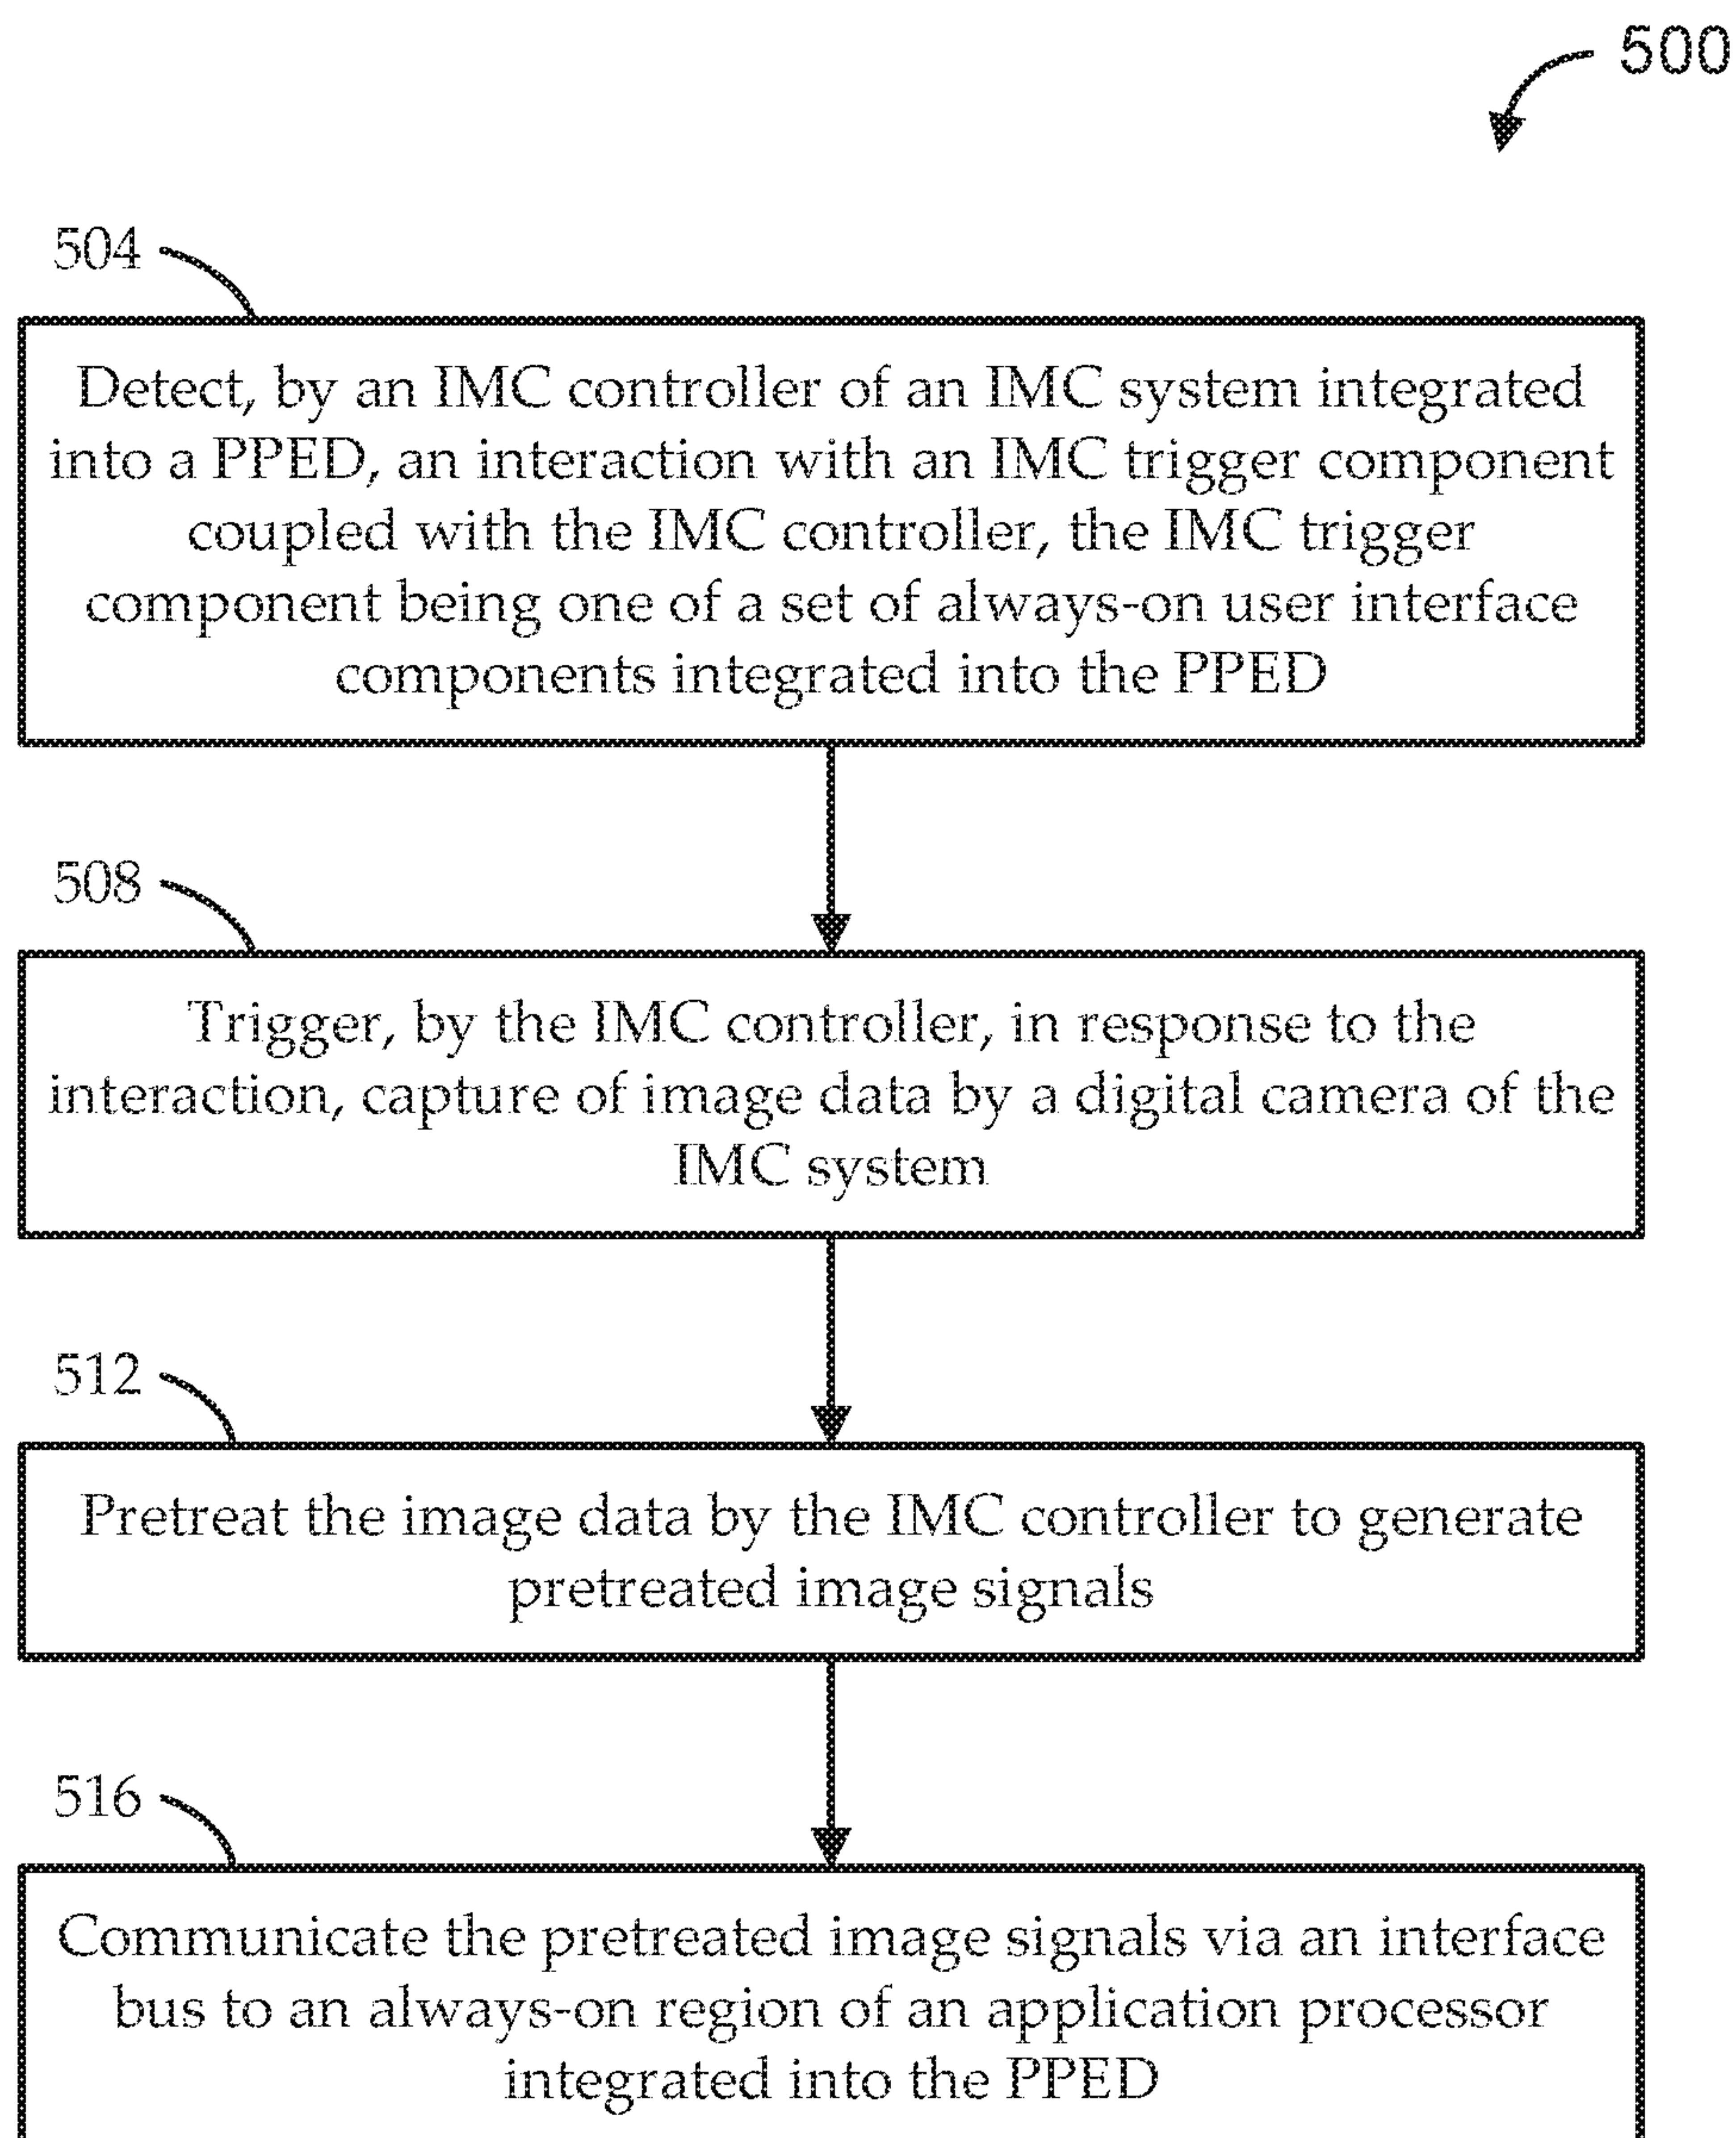 500
504
Detect, by an IMC controller of an IMC system integrated
into a PPED, an interaction with an IMC trigger component
coupled with the IMC controller, the IMC trigger
component being one of a set of always-on user interface
components integrated into the PPED
508
Trigger, by the IMC controller, in response to the
interaction, capture of image data by a digital camera of the
IMC system
512
Pretreat the image data by the IMC controller to generate
pretreated image signals
516
Communicate the pretreated image signals via an interface
bus to an always-on region of an application processor
integrated into the PPED